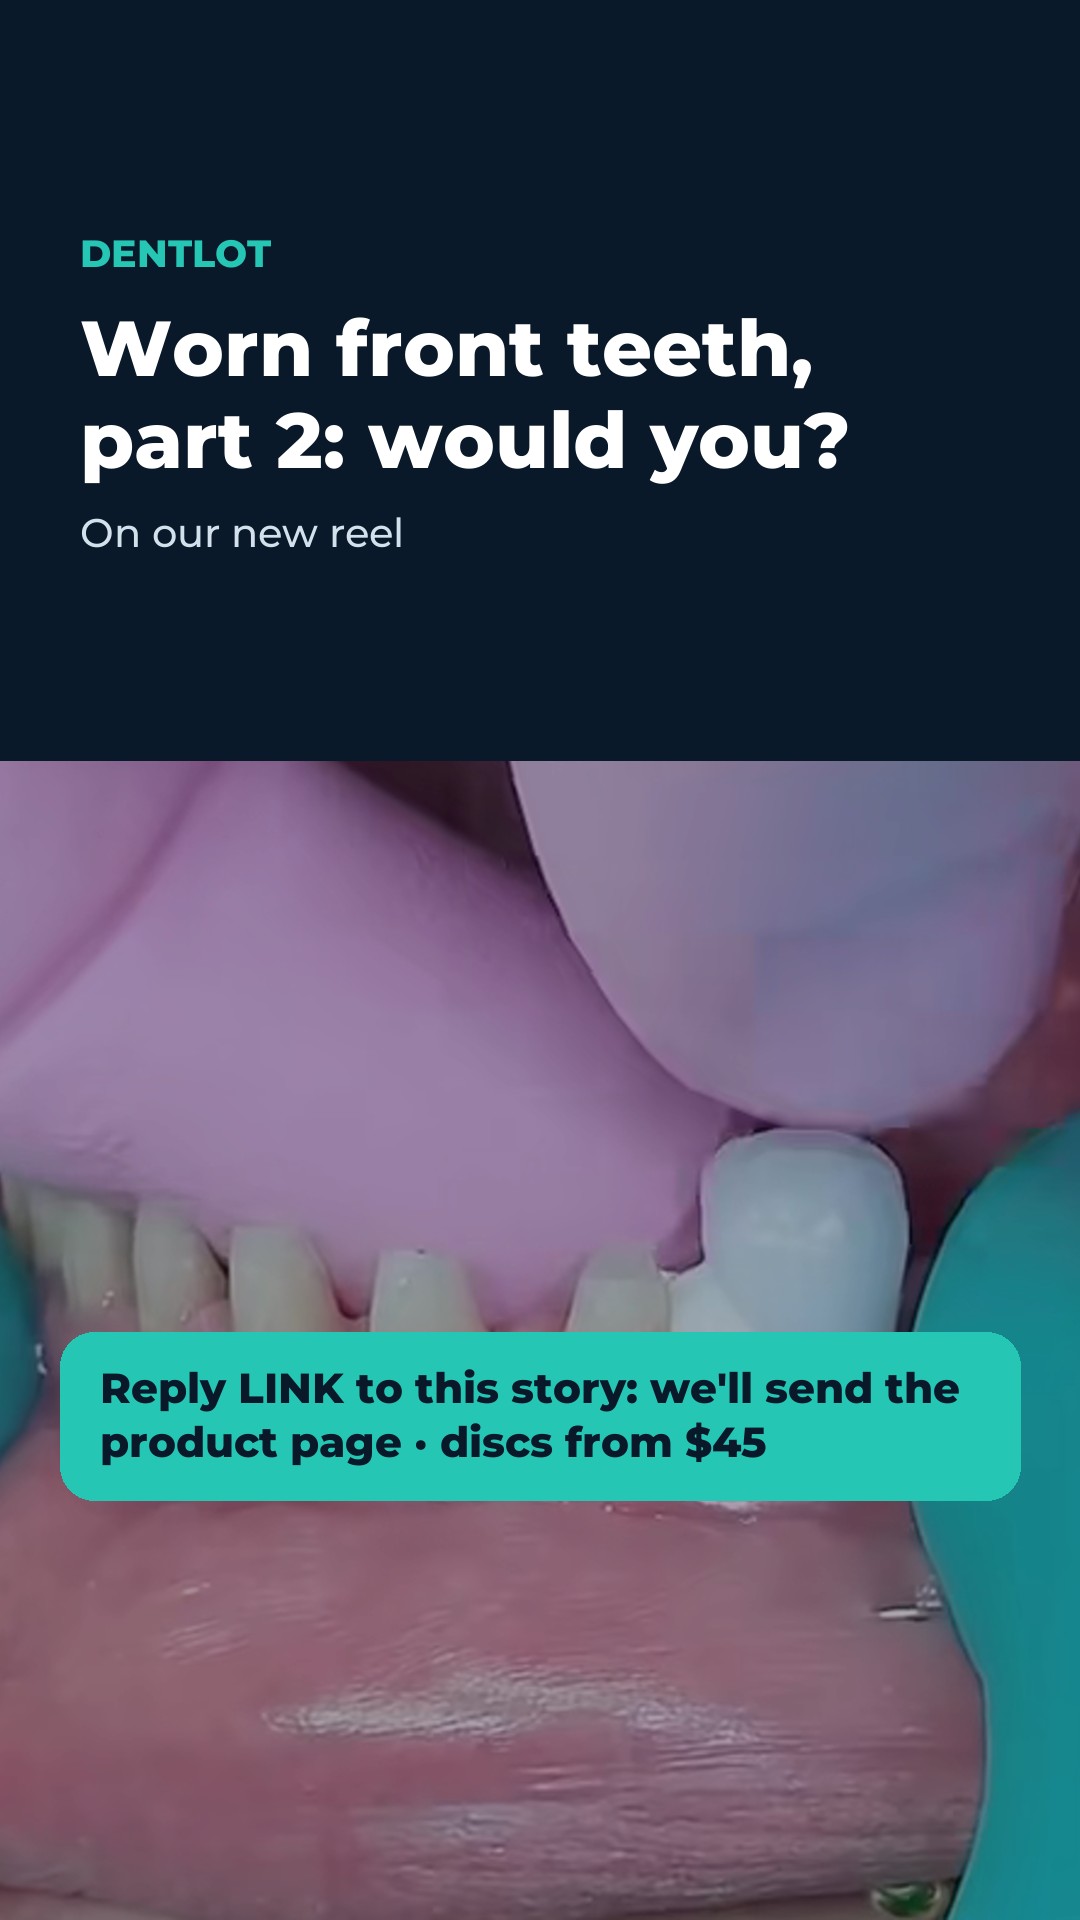 DENTLOT
Worn front teeth,
part 2: would you?
On our new reel
Reply LINK to this story: we'll send the
product page · discs from $45